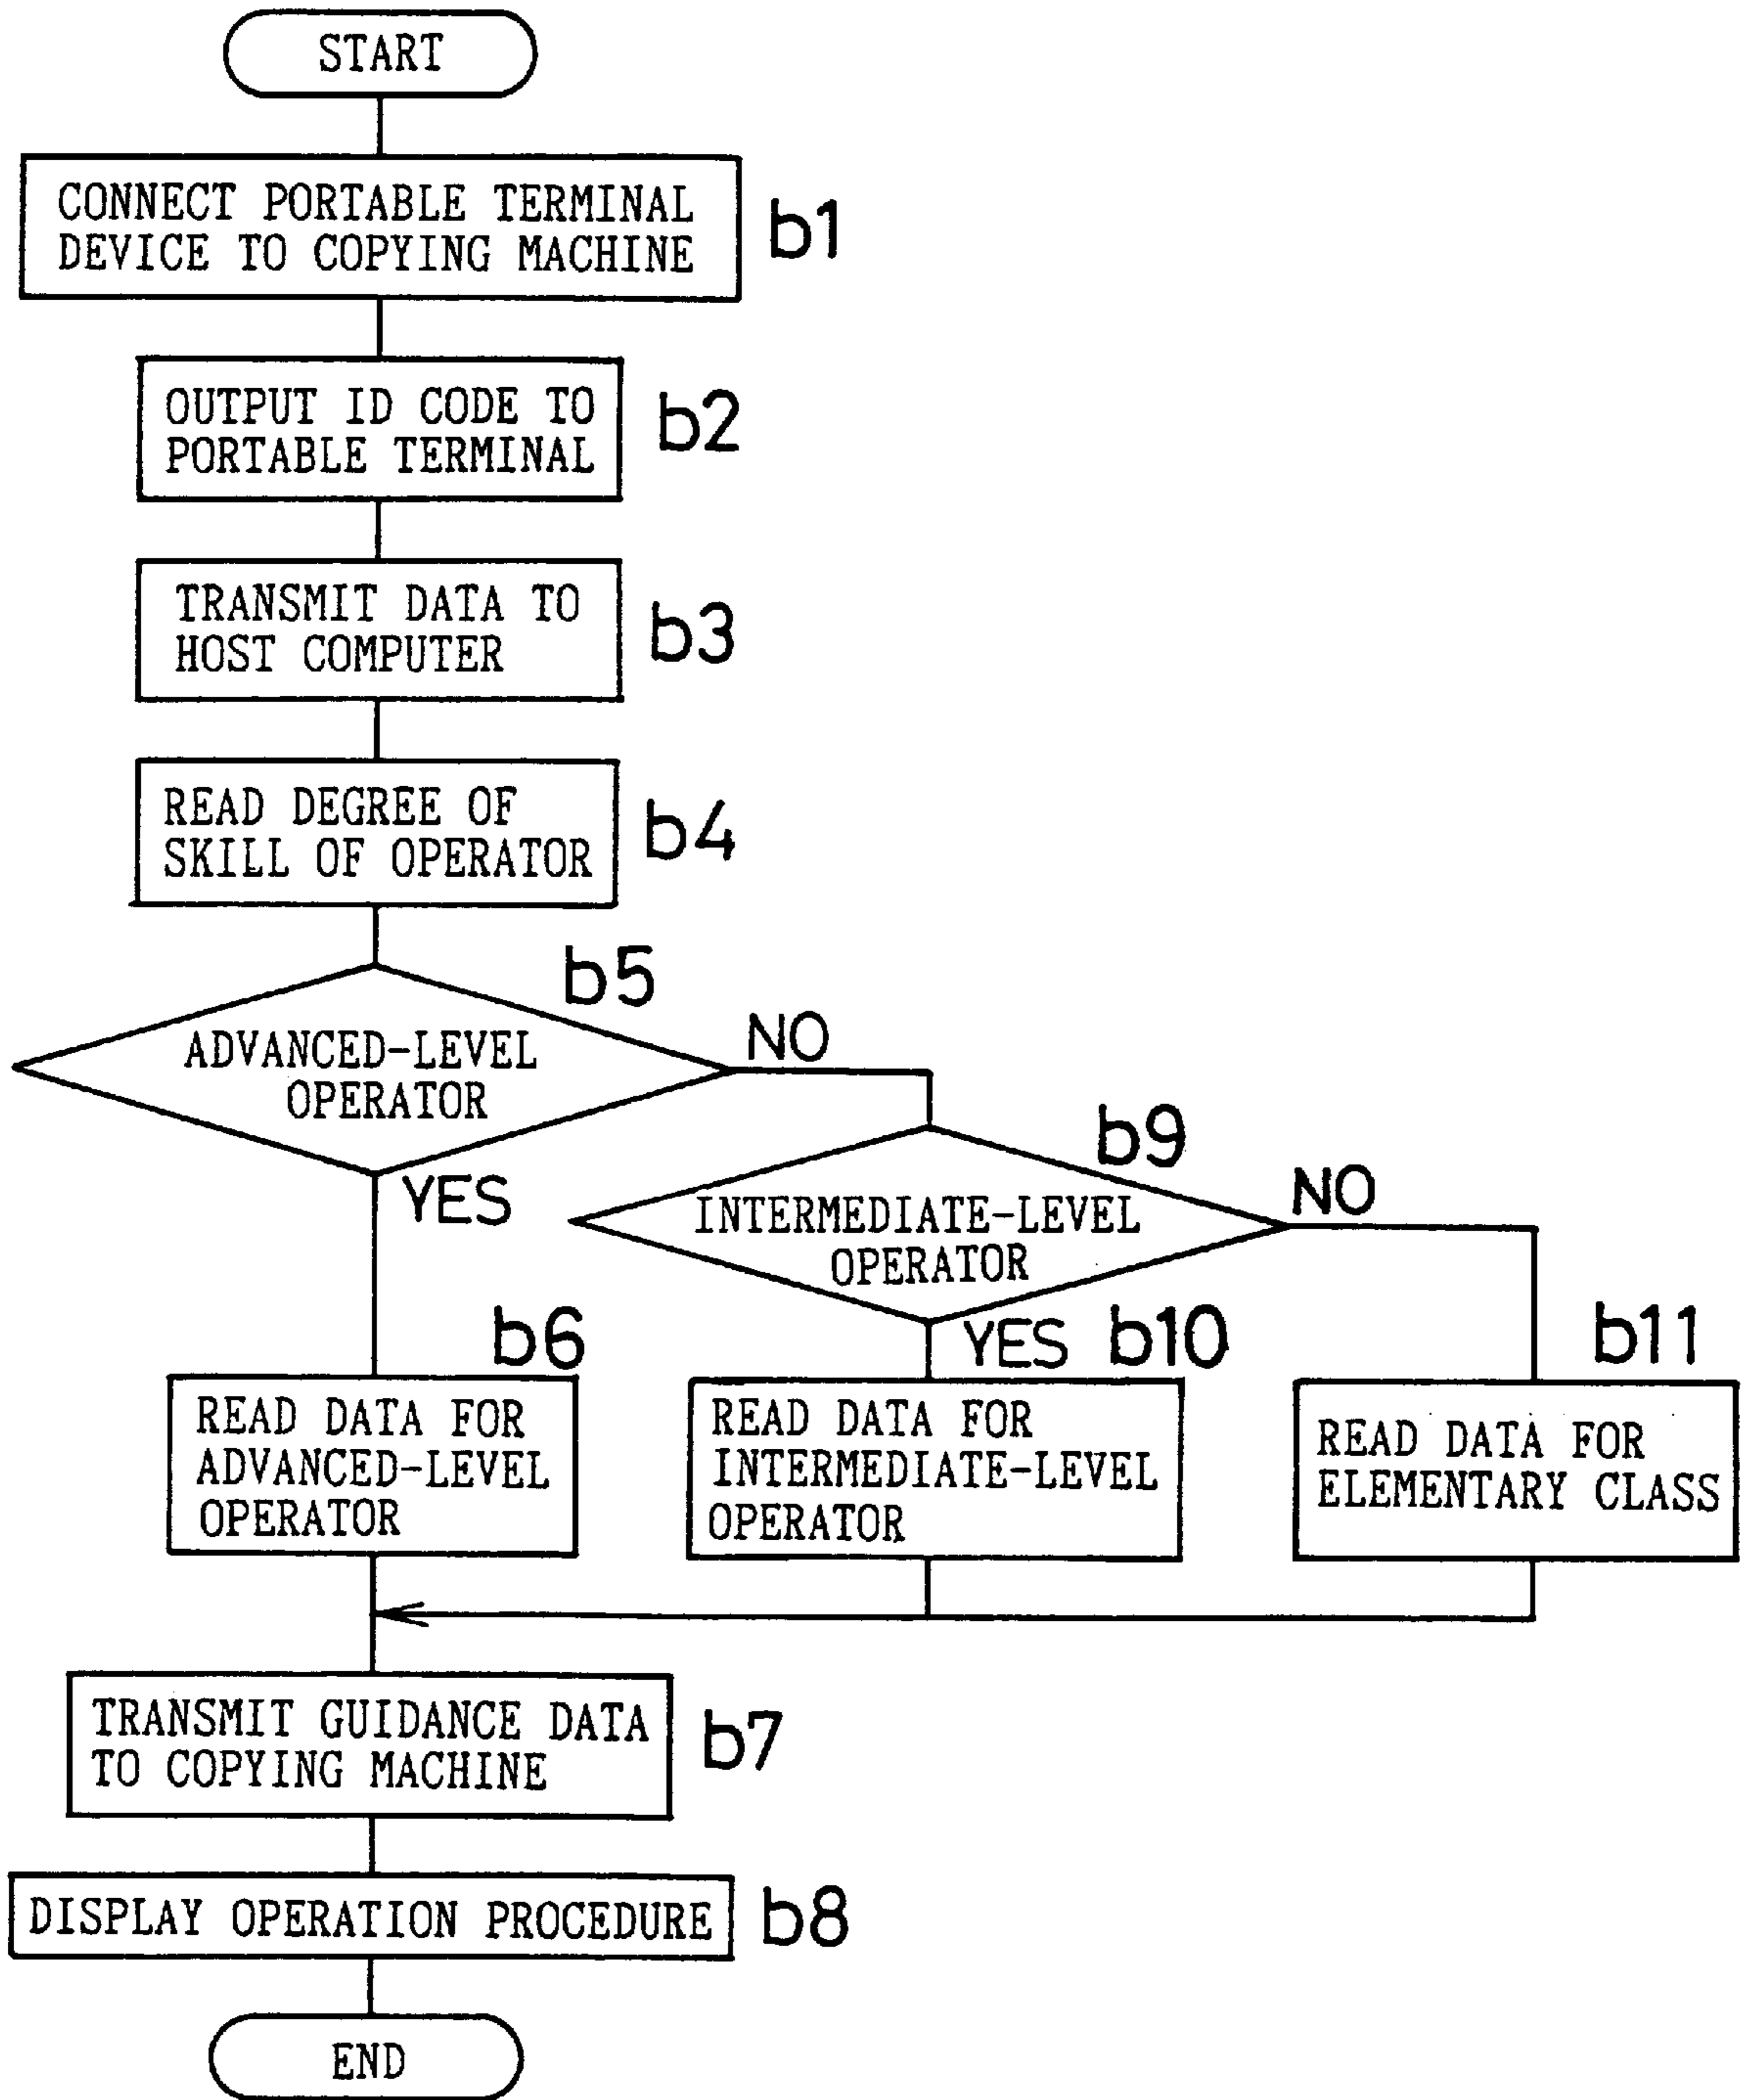 START
CONNECT PORTABLE TERMINAL
DEVICE TO COPYING MACHINE
b1
OUTPUT ID CODE TO
PORTABLE TERMINAL
b2
TRANSMIT DATA TO
HOST COMPUTER
b3
READ DEGREE OF
SKILL OF OPERATOR
b4
b5
ADVANCED-LEVEL
OPERATOR
NO
YES
b9
INTERMEDIATE-LEVEL
OPERATOR
NO
YES
b6
READ DATA FOR
ADVANCED-LEVEL
OPERATOR
b10
READ DATA FOR
INTERMEDIATE-LEVEL
OPERATOR
b11
READ DATA FOR
ELEMENTARY CLASS
TRANSMIT GUIDANCE DATA
TO COPYING MACHINE
b7
DISPLAY OPERATION PROCEDURE
b8
END